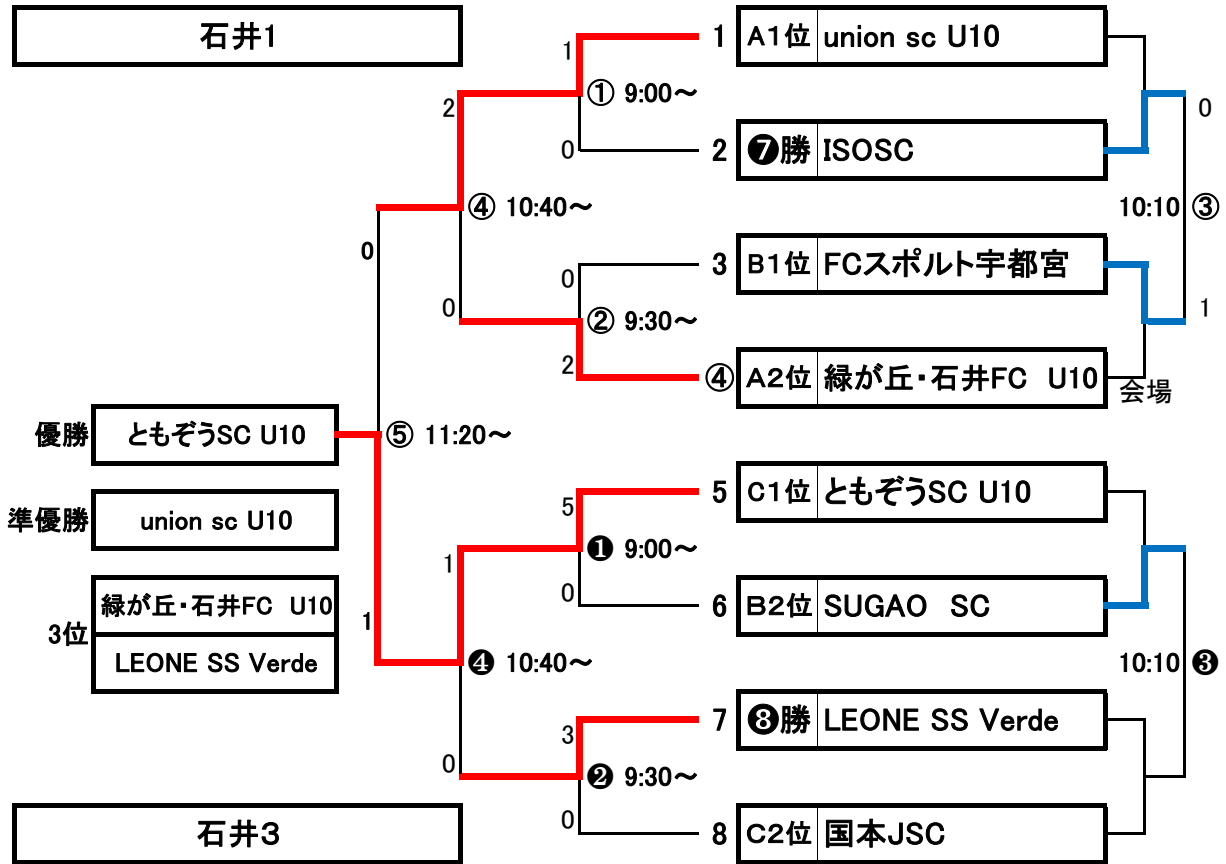 石井1
1 A1位 union sc U10
1
① 9:00～
2
0
0
2 ❼勝 ISOSC
④ 10:40～
10:10 ③
0
3 B1位 FCスポルト宇都宮
0
0
② 9:30～
1
2
④ A2位 緑が丘・石井FC U10
会場
優勝 ともぞうSC U10
⑤ 11:20～
5 C1位 ともぞうSC U10
5
準優勝 union sc U10
❶ 9:00～
1
0
6 B2位 SUGAO SC
3位 緑が丘・石井FC U10
LEONE SS Verde
1
❹ 10:40～
10:10 ❸
7 ❽勝 LEONE SS Verde
3
0
❷ 9:30～
0
8 C2位 国本JSC
石井3